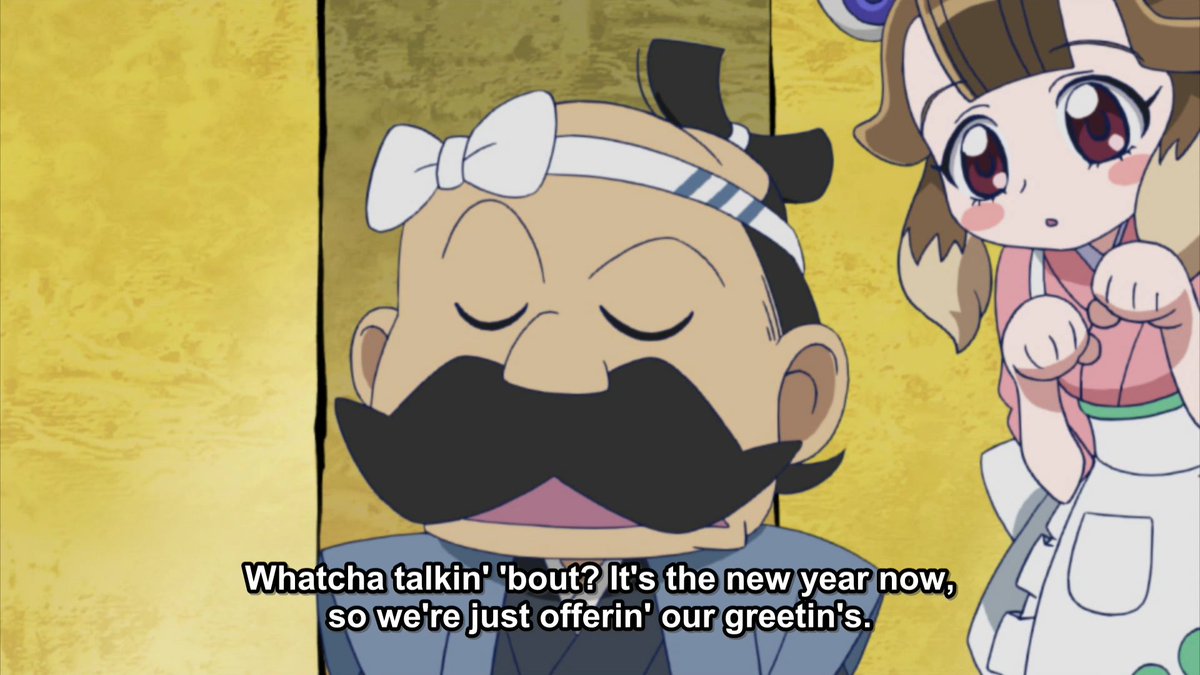 Whatcha talkin' 'bout? It's the new year now,
so we're just offerin' our greetin's.